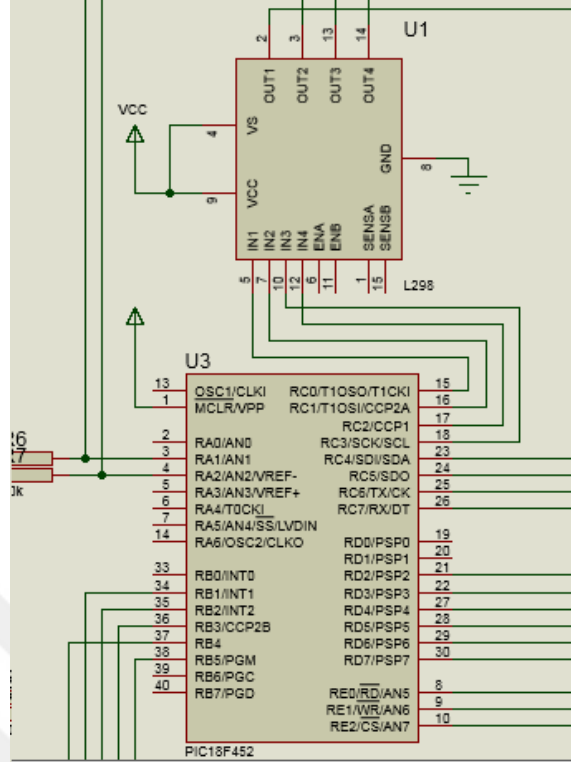 U1
2 3 13 14
OUT1 OUT2 OUT3 OUT4
VCC
4 VS
GND 8
9 VCC
IN1 IN2 IN3 IN4 ENA ENB SENSA SENSB
5 7 10 12 6 11 1 15
L298
U3
13 OSC1/CLKI RC0/T1OSO/T1CKI 15
1 MCLR/VPP RC1/T1OSI/CCP2A 16
RC2/CCP1 17
2 RA0/AN0 RC3/SCK/SCL 18
3 RA1/AN1 RC4/SDI/SDA 23
4 RA2/AN2/VREF- RC5/SDO 24
5 RA3/AN3/VREF+ RC6/TX/CK 25
6 RA4/T0CKI RC7/RX/DT 26
7 RA5/AN4/SS/LVDIN
14 RA6/OSC2/CLKO RD0/PSP0 19
RD1/PSP1 20
33 RB0/INT0 RD2/PSP2 21
34 RB1/INT1 RD3/PSP3 22
35 RB2/INT2 RD4/PSP4 27
36 RB3/CCP2B RD5/PSP5 28
37 RB4 RD6/PSP6 29
38 RB5/PGM RD7/PSP7 30
39 RB6/PGC
40 RB7/PGD RE0/RD/AN5 8
RE1/WR/AN6 9
RE2/CS/AN7 10
PIC18F452